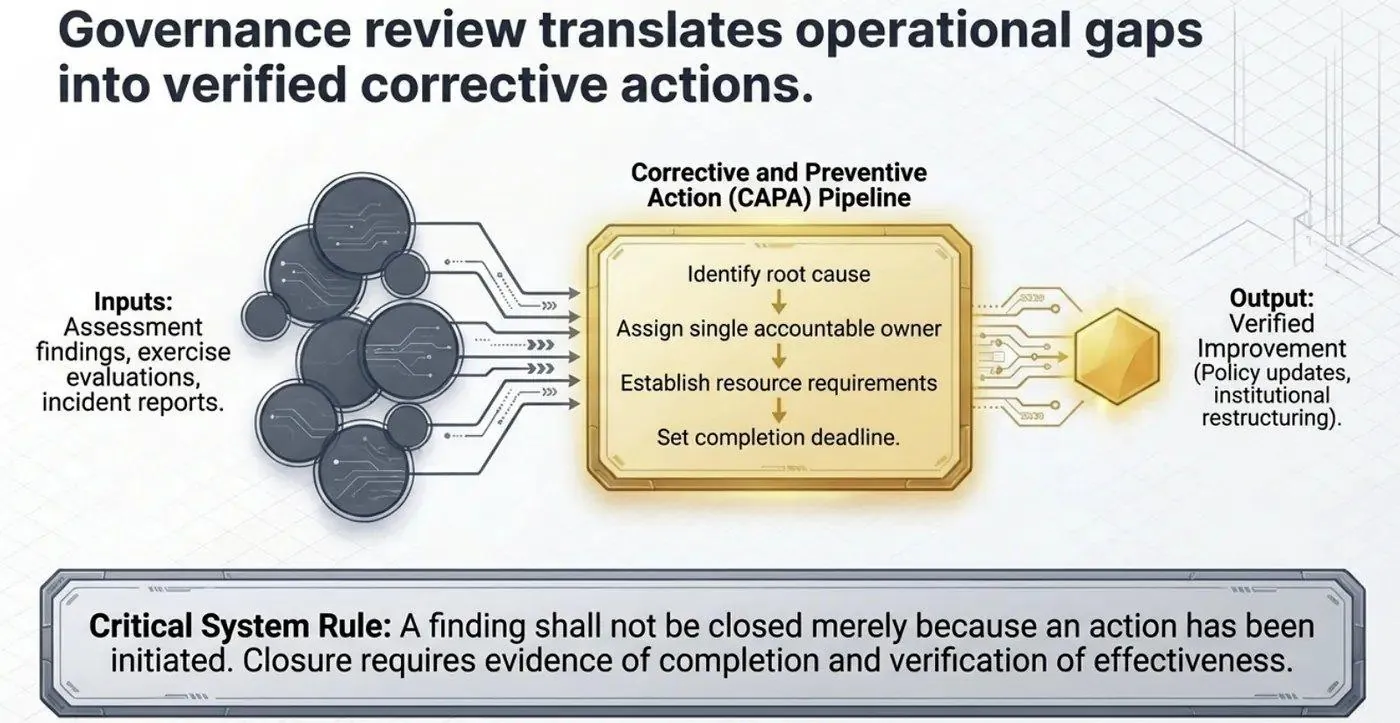 Governance review translates operational gaps
into verified corrective actions.
Corrective and Preventive
Action (CAPA) Pipeline
Inputs:
Assessment
findings, exercise
evaluations,
incident reports.
Identify root cause
Assign single accountable owner
Establish resource requirements
Set completion deadline.
Output:
Verified
Improvement
(Policy updates,
institutional
restructuring).
Critical System Rule: A finding shall not be closed merely because an action has been
initiated. Closure requires evidence of completion and verification of effectiveness.